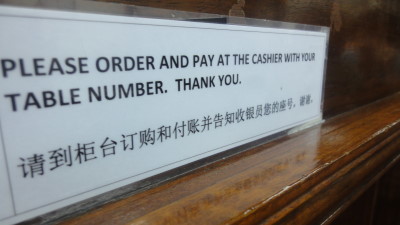 PLEASE ORDER AND PAY AT THE CASHIER WITH YOUR
TABLE NUMBER. THANK YOU.
请到柜台订购和付账并告知收银员您的座号，谢谢.